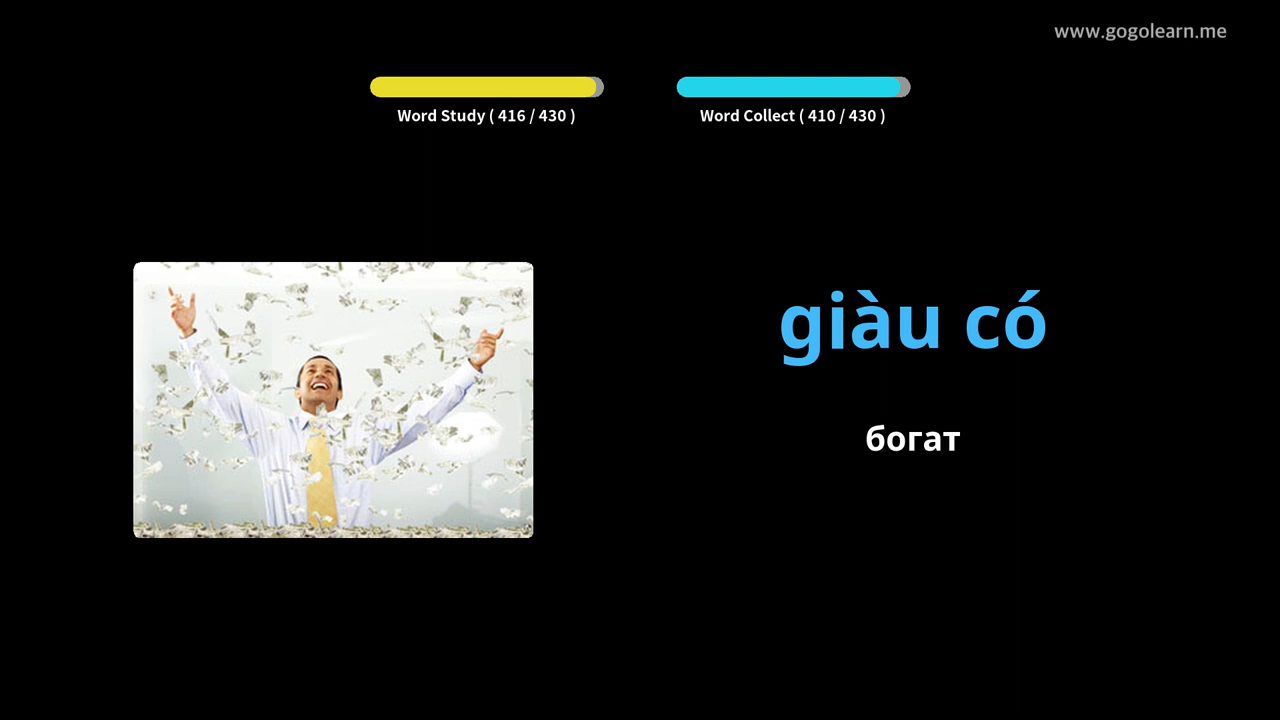 www.gogolearn.me
Word Study ( 416 / 430 )
Word Collect ( 410 / 430 )
giàu có
богат